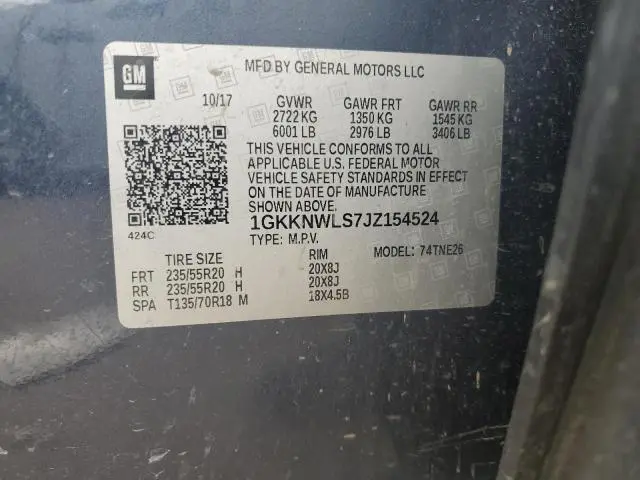 GM
MFD BY GENERAL MOTORS LLC
10/17 GVWR GAWR FRT GAWR RR
2722 KG 1350 KG 1545 KG
6001 LB 2976 LB 3406 LB
THIS VEHICLE CONFORMS TO ALL
APPLICABLE U.S. FEDERAL MOTOR
VEHICLE SAFETY STANDARDS IN EFFECT
ON THE DATE OF MANUFACTURE
SHOWN ABOVE.
1GKKNWLS7JZ154524
424C
TYPE: M.P.V. MODEL: 74TNE26
TIRE SIZE RIM
FRT 235/55R20 H 20X8J
RR 235/55R20 H 20X8J
SPA T135/70R18 M 18X4.5B